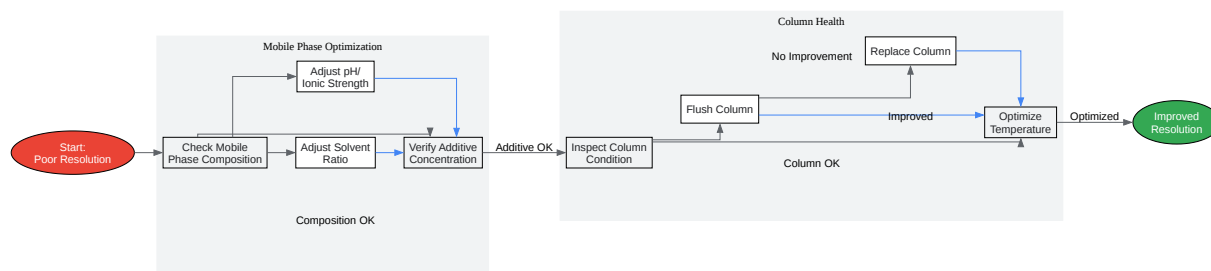 Column Health
Mobile Phase Optimization
Replace Column
No Improvement
Adjust pH/
Ionic Strength
Flush Column
Improved
Optimize
Temperature
Optimized
Improved
Resolution
Start:
Poor Resolution
Check Mobile
Phase Composition
Adjust Solvent
Ratio
Verify Additive
Concentration
Additive OK
Inspect Column
Condition
Column OK
Composition OK